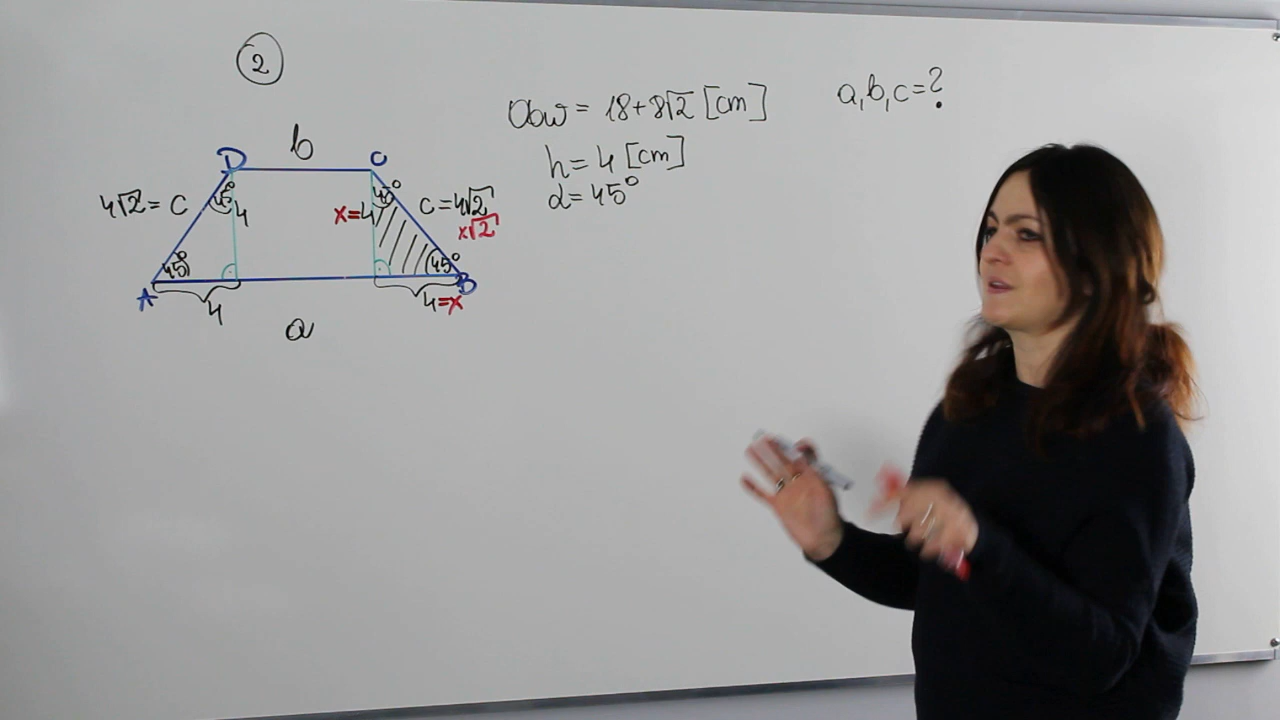 2
Obw = 18+8√2 [cm]
a,b,c=?
h=4 [cm]
α=45°
b
D
C
4√2 = c
45°
4
x=4
45°
c=4√2
x√2
45°
45°
A
B
4
4=x
a